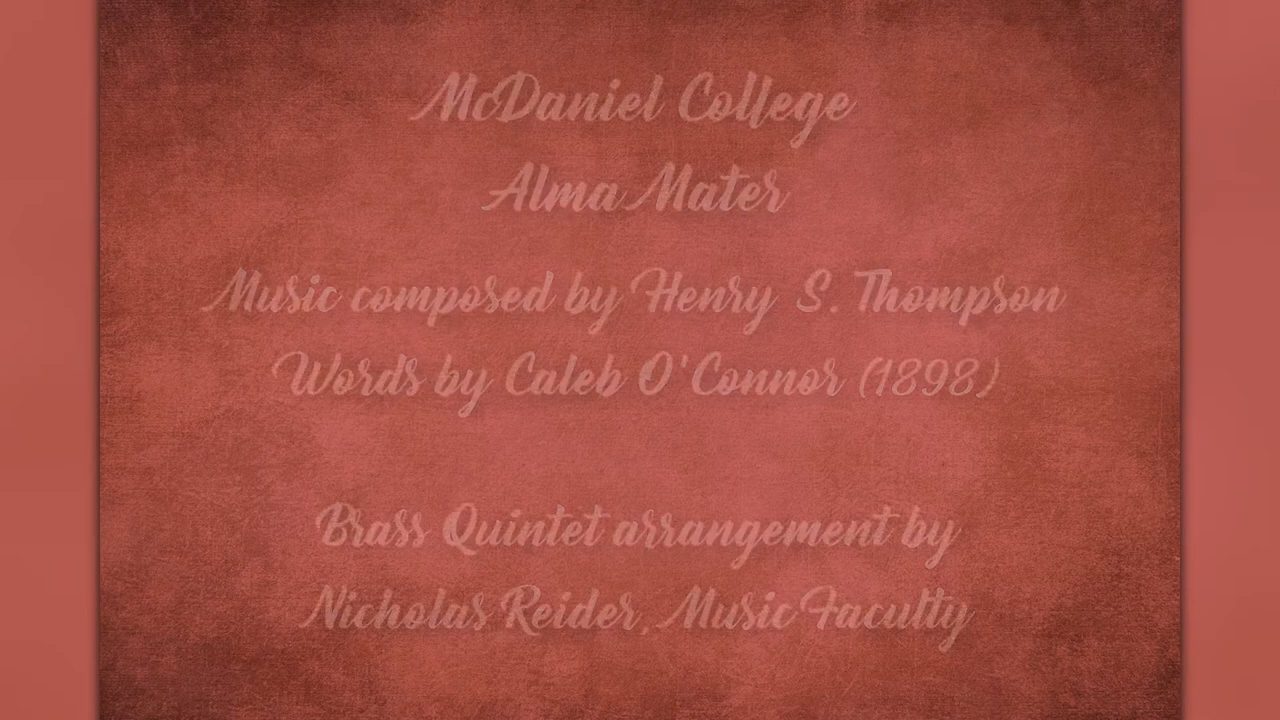 McDaniel College
Alma Mater
Music composed by Henry S. Thompson
Words by Caleb O'Connor (1898)
Brass Quintet arrangement by
Nicholas Reider, Music Faculty